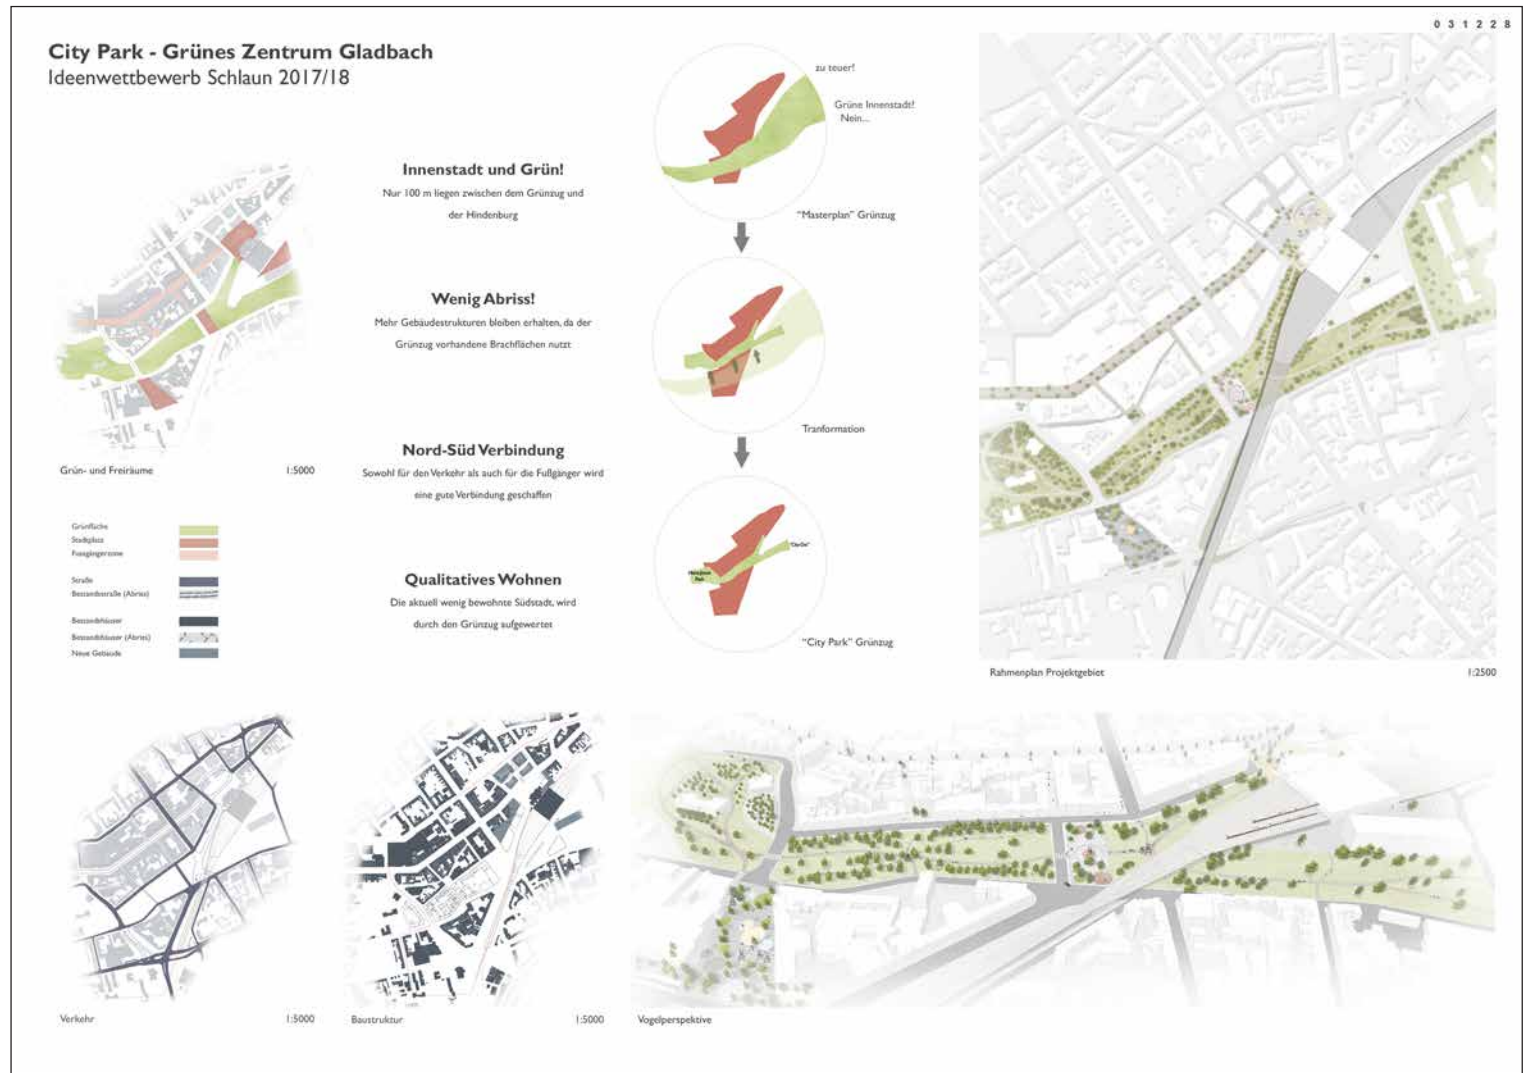 0 3 1 2 2 8
City Park - Grünes Zentrum Gladbach
Ideenwettbewerb Schlaun 2017/18
Innenstadt und Grün!
Nur 100 m liegen zwischen dem Grünzug und
der Hindenburg
Wenig Abriss!
Mehr Gebäudestrukturen bleiben erhalten, da der
Grünzug vorhandene Brachflächen nutzt
Nord-Süd Verbindung
Sowohl für den Verkehr als auch für die Fußgänger wird
eine gute Verbindung geschaffen
Qualitatives Wohnen
Die aktuell wenig bewohnte Südstadt, wird
durch den Grünzug aufgewertet
zu teuer!
Grüne Innenstadt?
Nein...
"Masterplan" Grünzug
Tranformation
"City Park" Grünzug
Grün- und Freiräume 1:5000
Grünfläche
Stadtplatz
Fussgängerzone
Straße
Bestandsstraße (Abriss)
Bestandshäuser
Bestandshäuser (Abriss)
Neue Gebäude
Rahmenplan Projektgebiet 1:2500
Verkehr 1:5000
Baustruktur 1:5000
Vogelperspektive